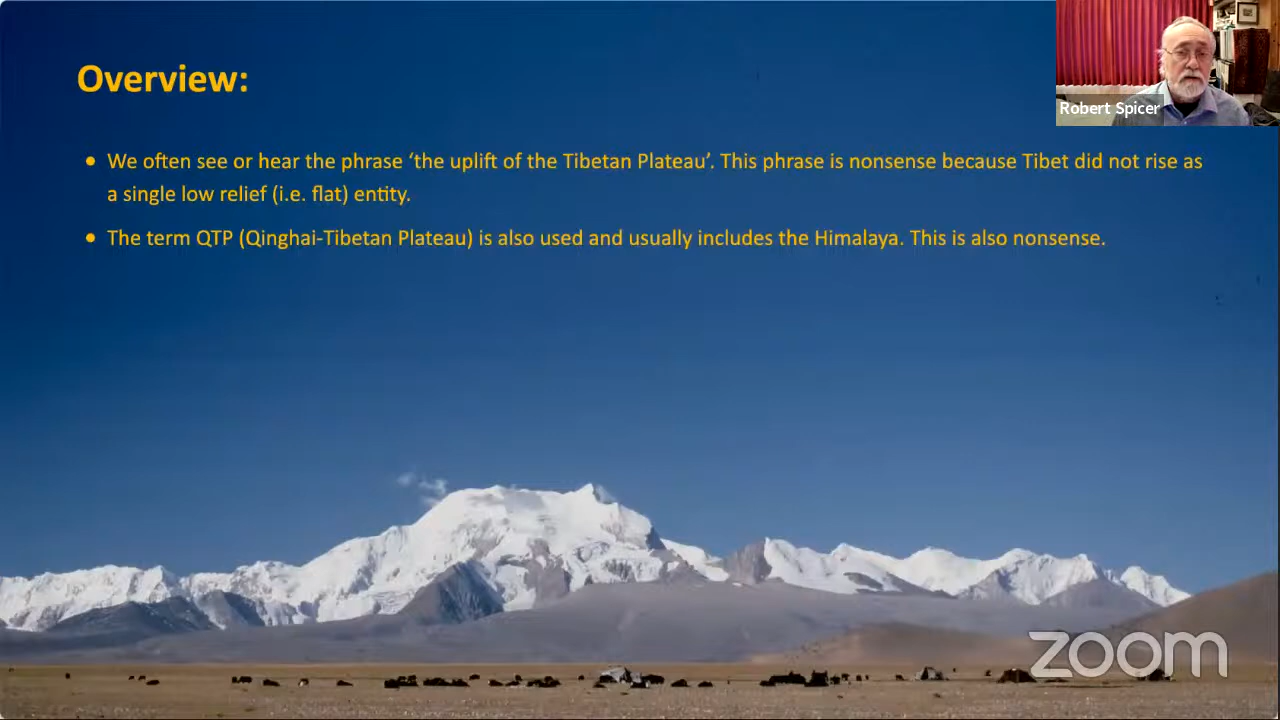 Overview:
Robert Spicer
• We often see or hear the phrase ‘the uplift of the Tibetan Plateau’. This phrase is nonsense because Tibet did not rise as
a single low relief (i.e. flat) entity.
• The term QTP (Qinghai-Tibetan Plateau) is also used and usually includes the Himalaya. This is also nonsense.
zoom